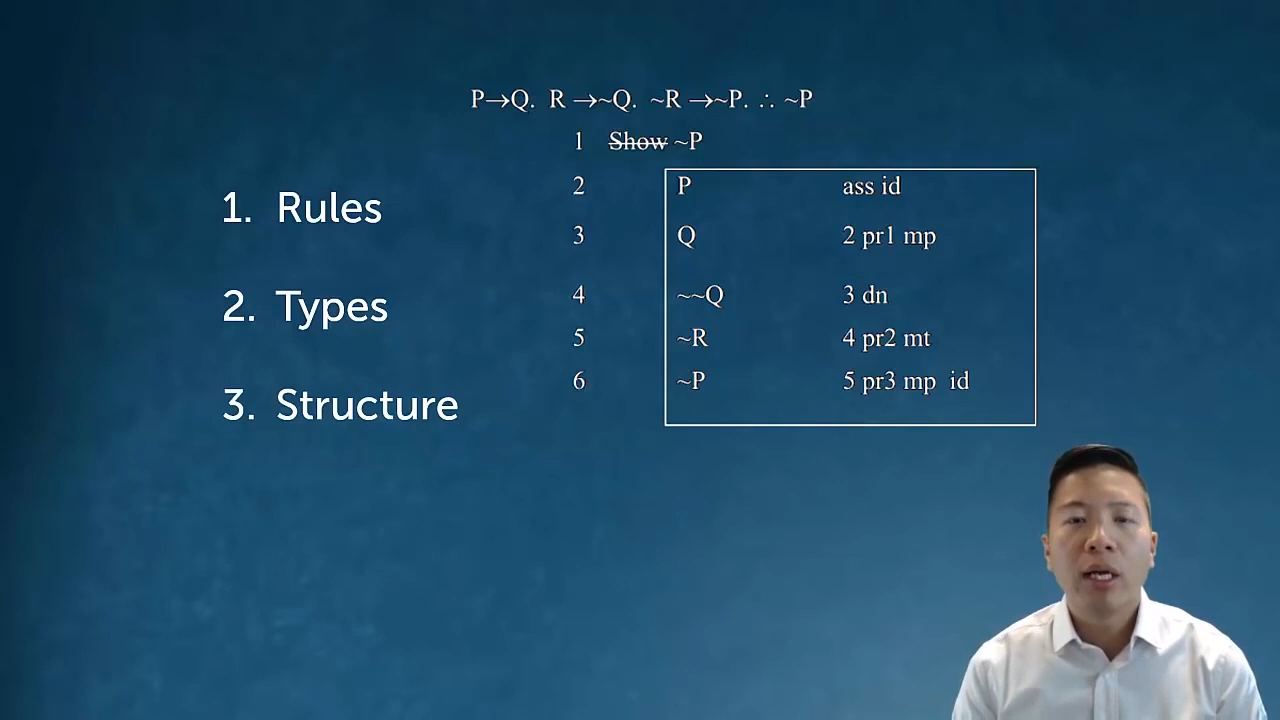 P→Q. R →~Q. ~R →~P. ∴ ~P
1 Show ~P
2 P ass id
3 Q 2 pr1 mp
4 ~~Q 3 dn
5 ~R 4 pr2 mt
6 ~P 5 pr3 mp id
1. Rules
2. Types
3. Structure